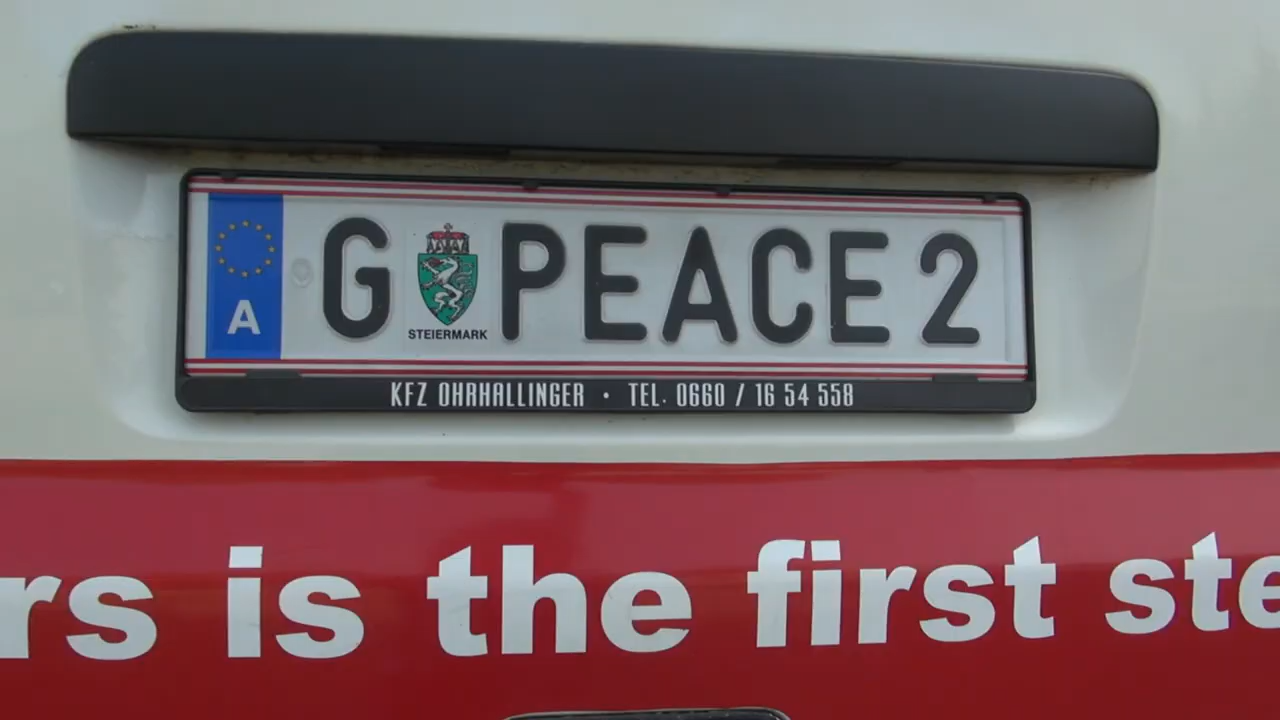 A G STEIERMARK PEACE 2
KFZ OHRHALLINGER · TEL. 0660 / 16 54 558
rs is the first ste